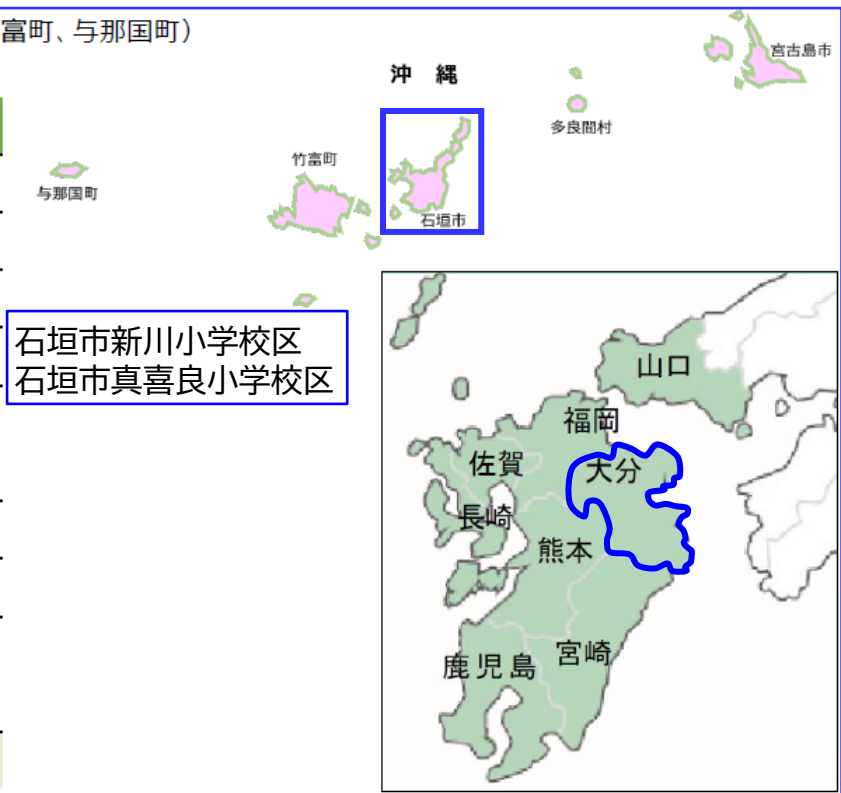 富町、与那国町）
宮古島市
沖 縄
多良間村
竹富町
与那国町
石垣市
石垣市新川小学校区
石垣市真喜良小学校区
山口
福岡
佐賀
大分
長崎
熊本
宮崎
鹿児島